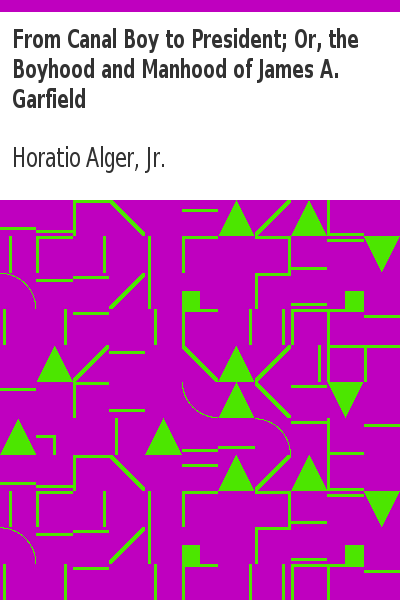 From Canal Boy to President; Or, the
Boyhood and Manhood of James A.
Garfield
Horatio Alger, Jr.